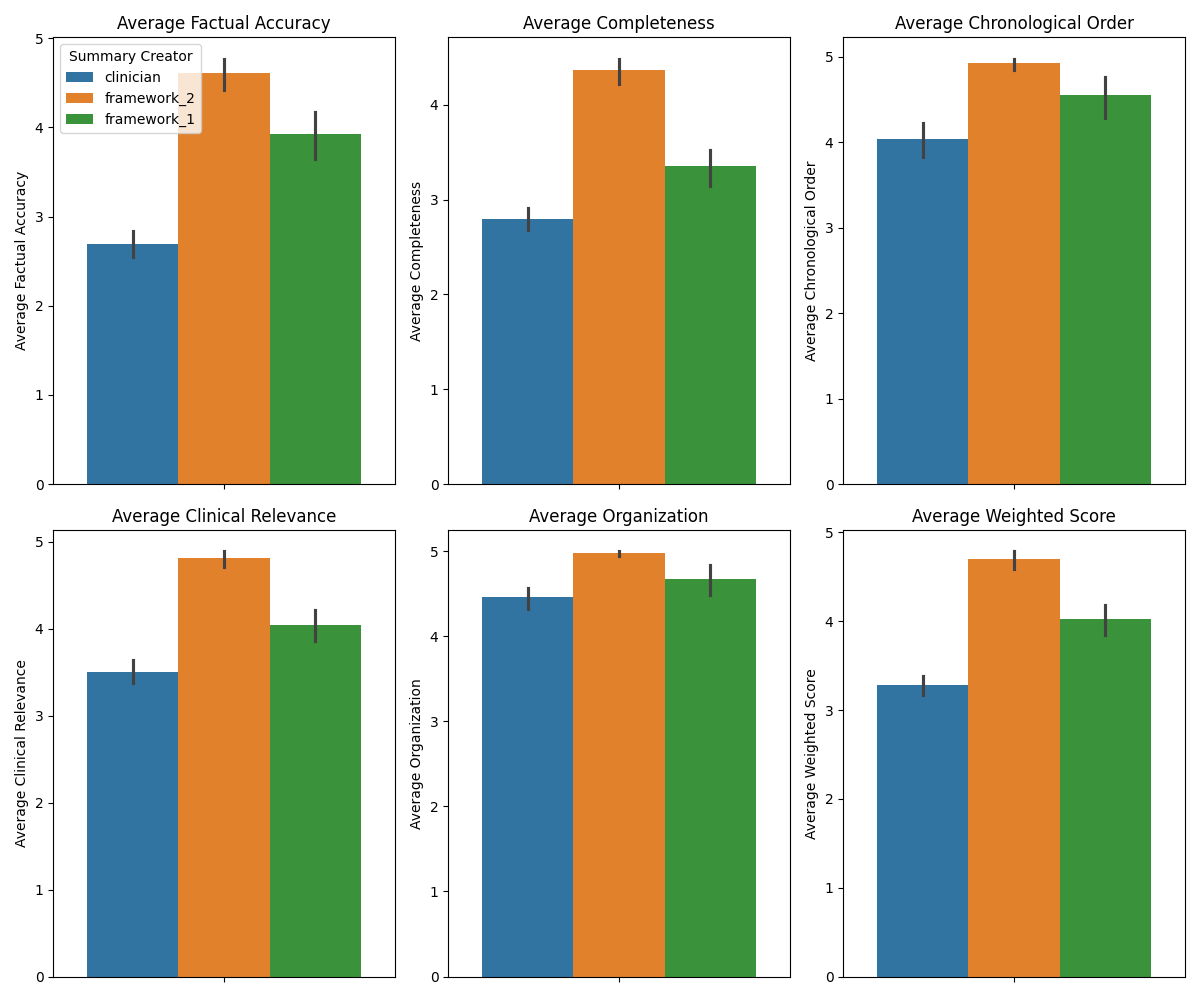 Average Factual Accuracy
Average Completeness
Average Chronological Order
Average Factual Accuracy
5
4
3
2
1
0
Summary Creator
clinician
framework_2
framework_1
Average Completeness
4
3
2
1
0
Average Chronological Order
5
4
3
2
1
0
Average Clinical Relevance
Average Organization
Average Weighted Score
Average Clinical Relevance
5
4
3
2
1
0
Average Organization
5
4
3
2
1
0
Average Weighted Score
5
4
3
2
1
0